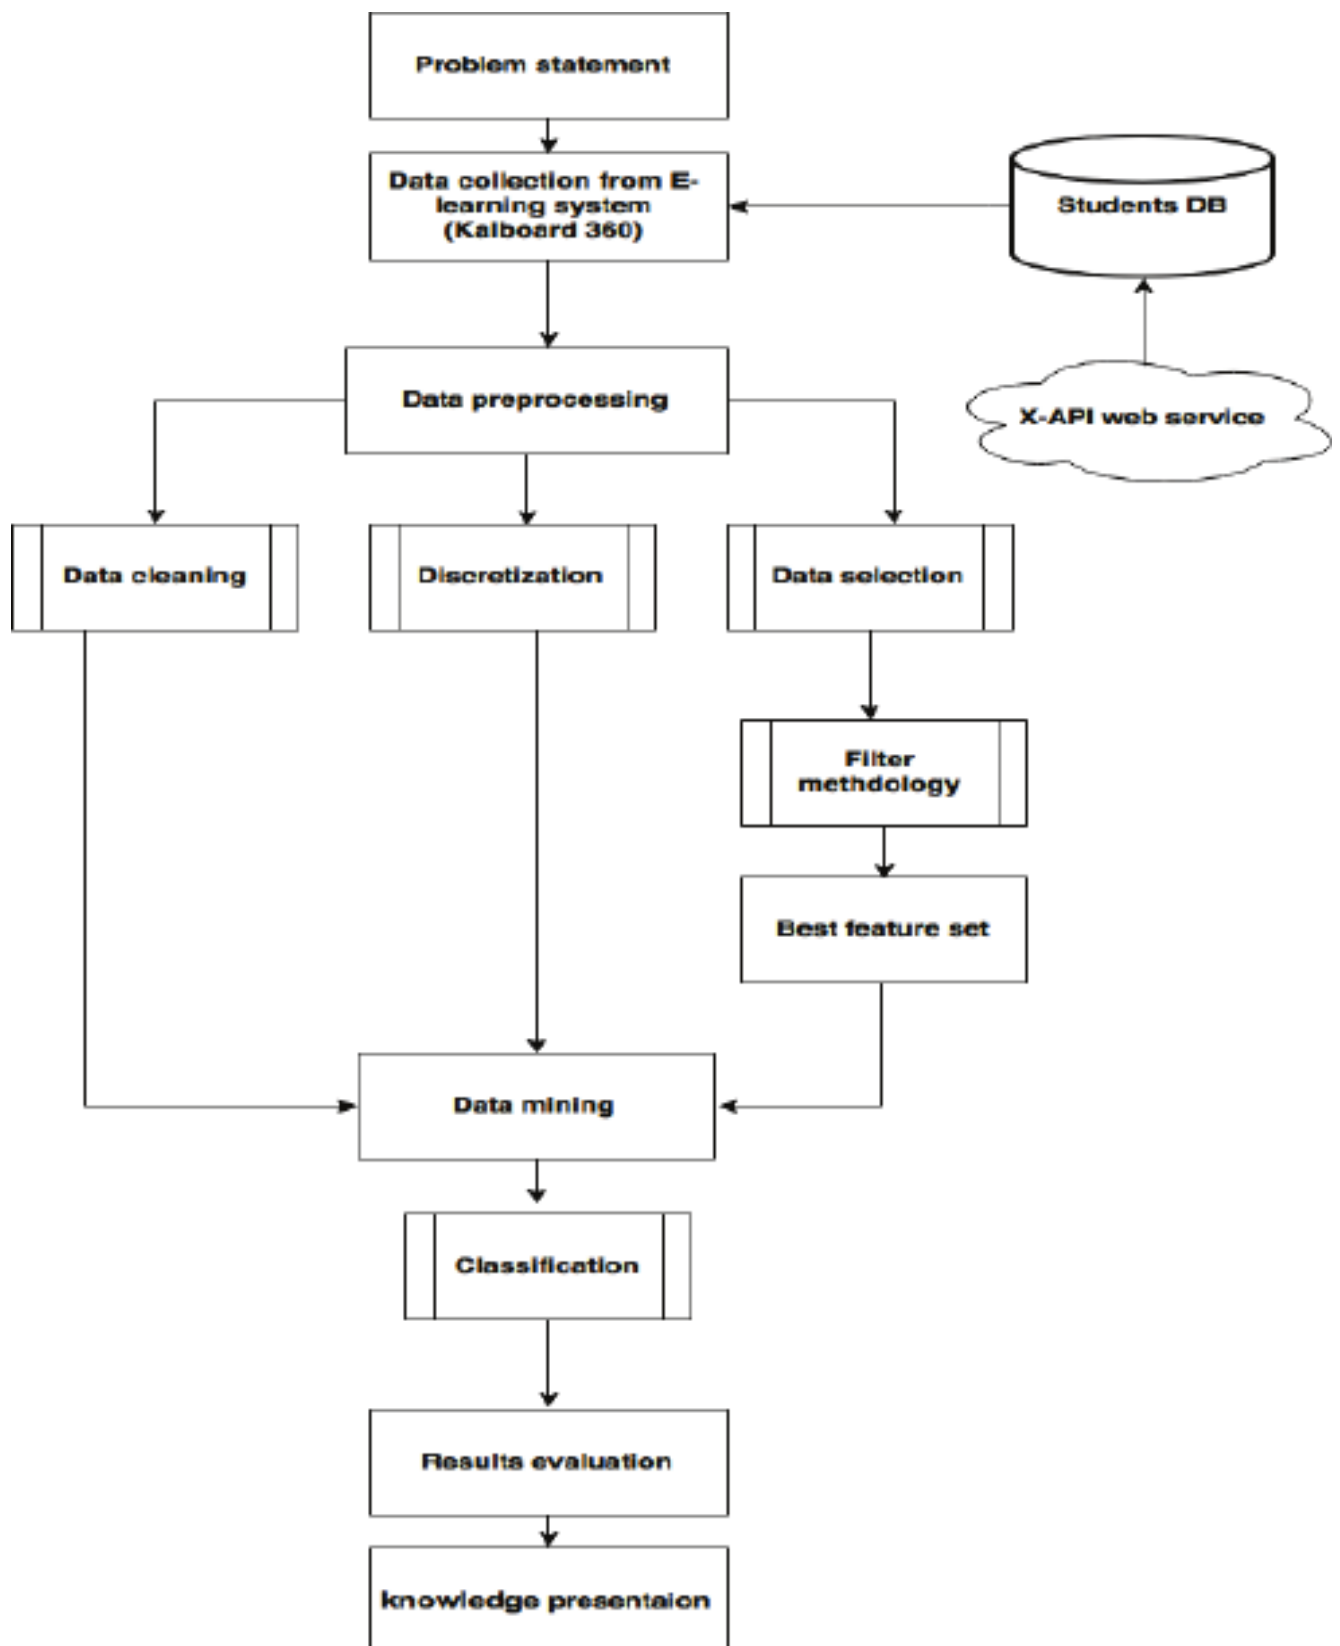 Problem statement
Data collection from E-
learning system
(Kalboard 360)
Students DB
Data preprocessing
X-API web service
Data cleaning
Discretization
Data selection
Filter
methdology
Best feature set
Data mining
Classification
Results evaluation
knowledge presentaion